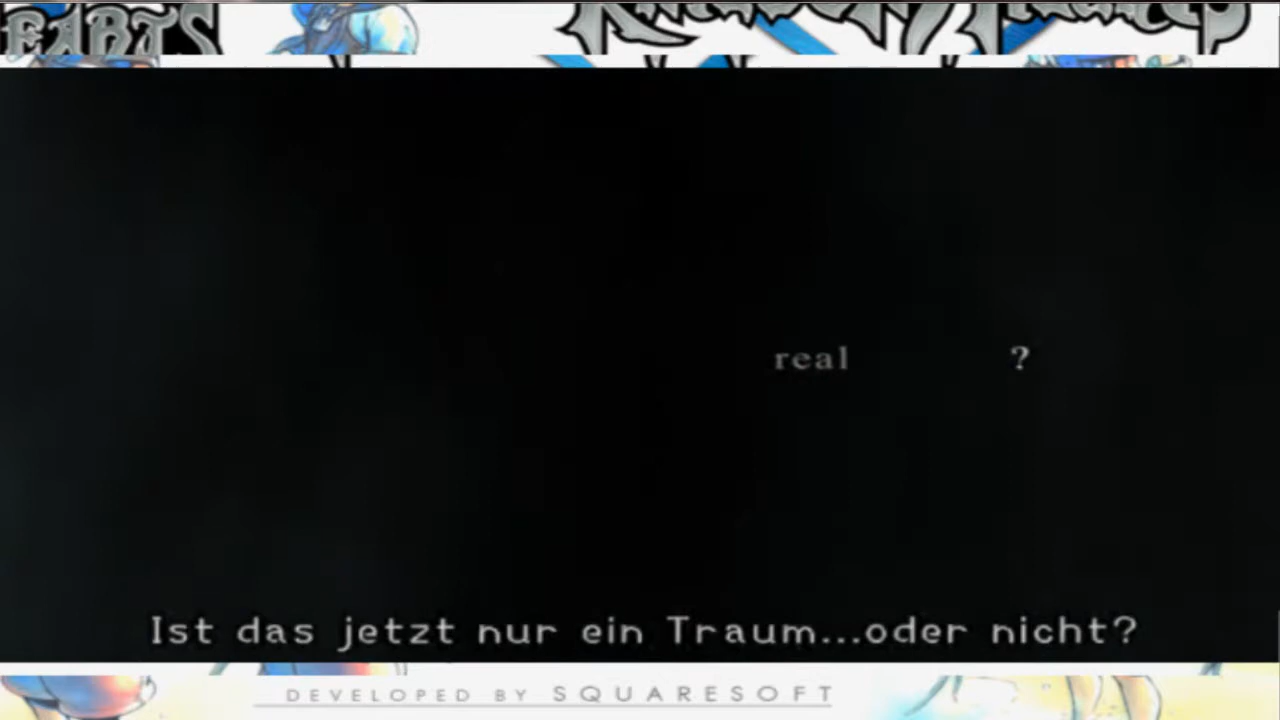 real ?
Ist das jetzt nur ein Traum...oder nicht?
DEVELOPED BY SQUARESOFT